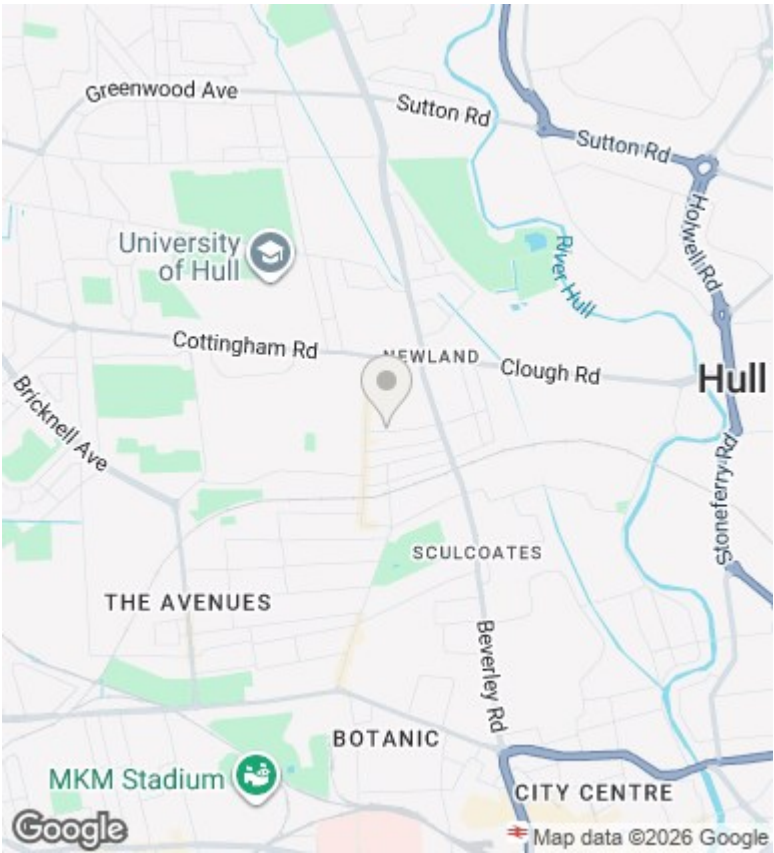 Greenwood Ave
Sutton Rd
Sutton Rd
Holwell Rd
University
of Hull
River Hull
Cottingham Rd
NEWLAND
Clough Rd
Hull
Bricknell Ave
Stoneferry Rd
SCULCOATES
THE AVENUES
Beverley Rd
BOTANIC
MKM Stadium
CITY CENTRE
Google
Map data ©2026 Google